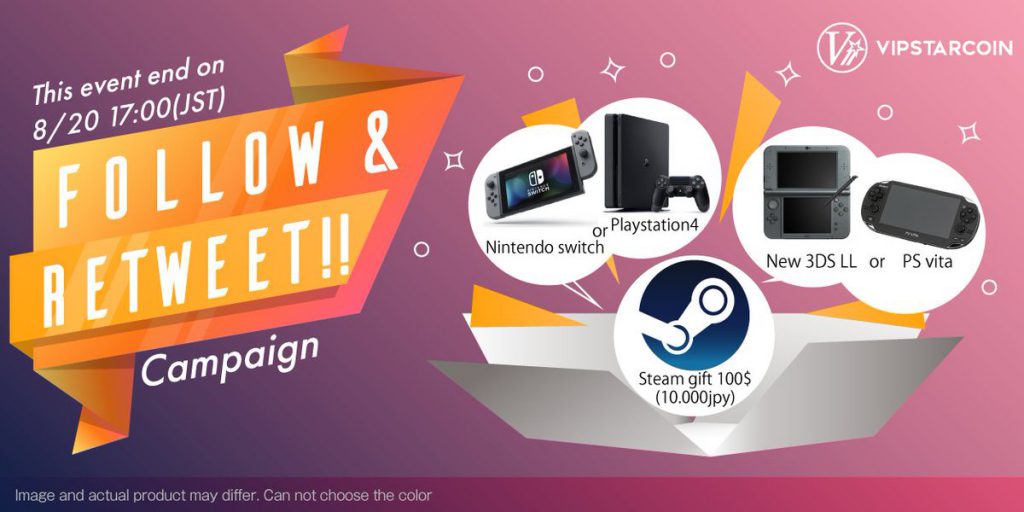 This event end on
8/20 17:00(JST)
FOLLOW &
RETWEET!!
Campaign
VIPSTARCOIN
NINTENDO
SWITCH
Nintendo switch
or
Playstation4
New 3DS LL or PS vita
Steam gift 100$
(10.000jpy)
Image and actual product may differ. Can not choose the color